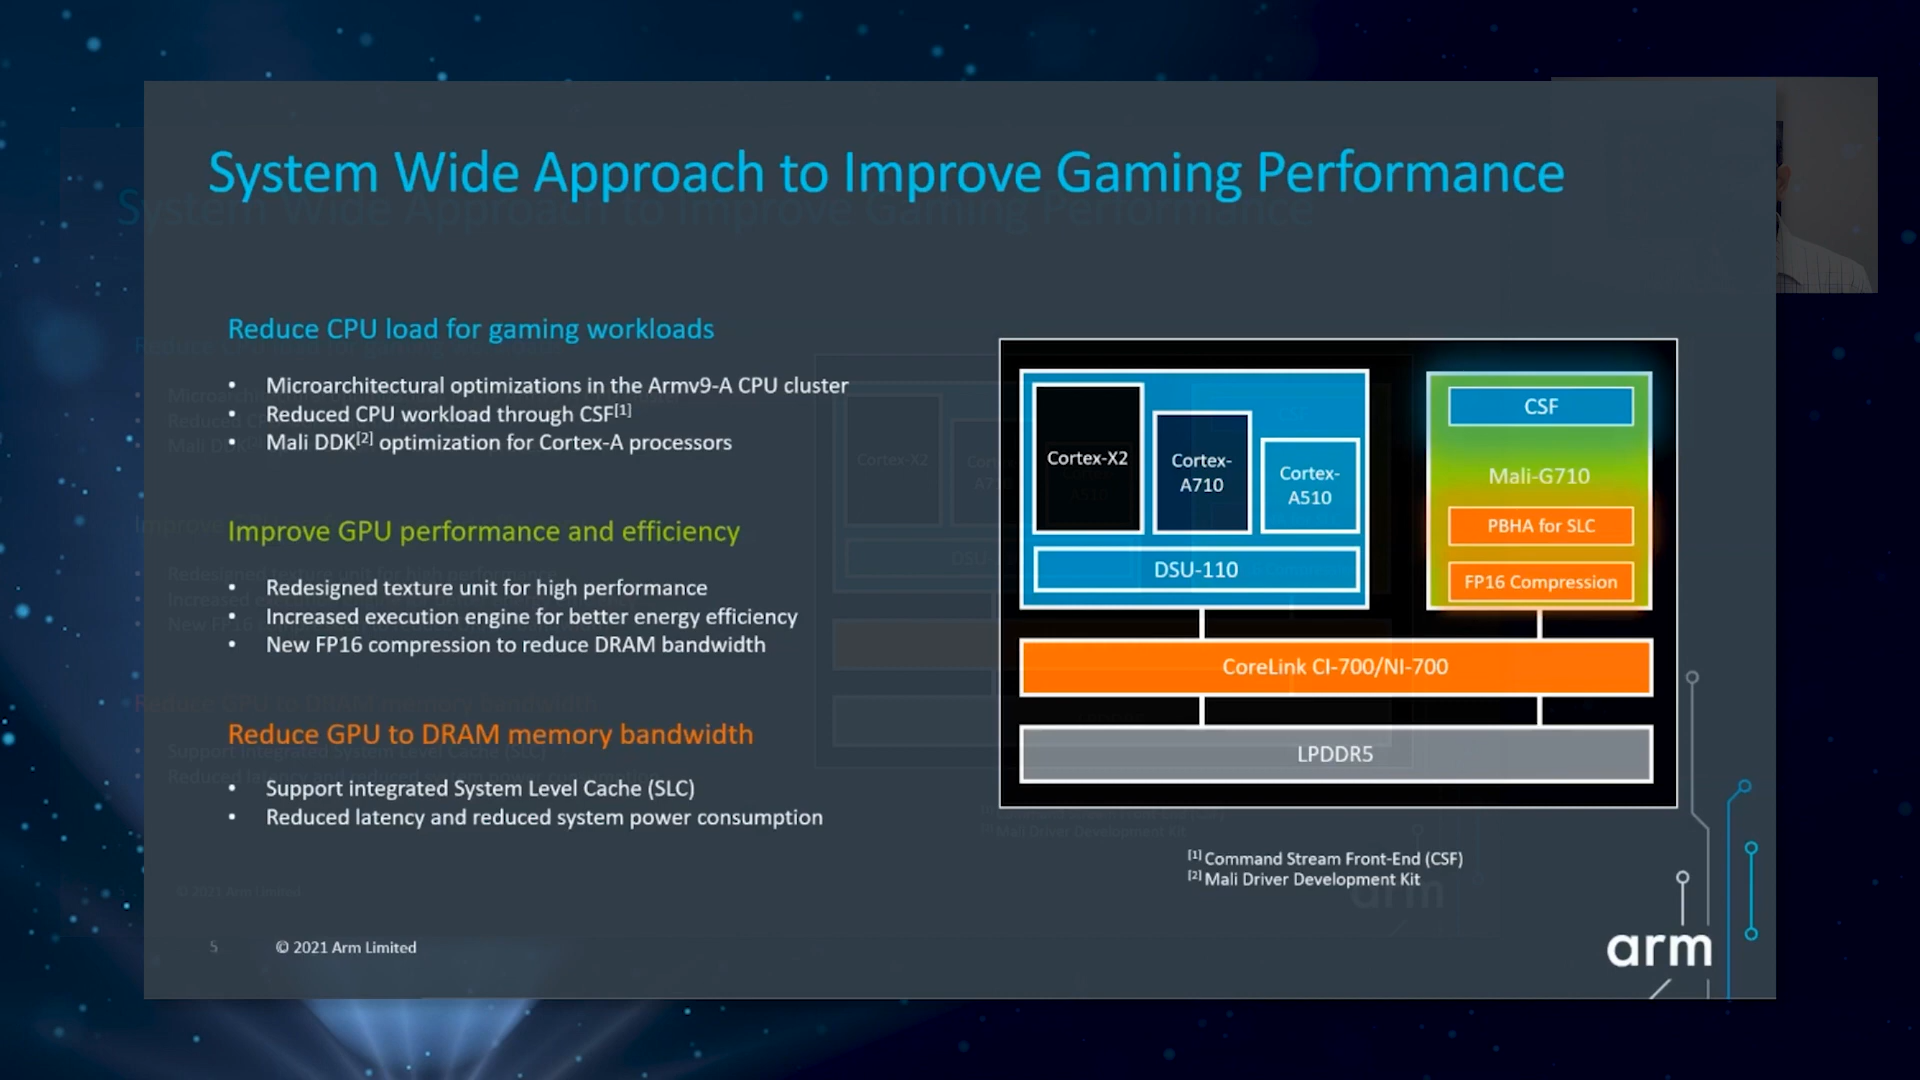 System Wide Approach to Improve Gaming Performance
Reduce CPU load for gaming workloads
• Microarchitectural optimizations in the Armv9-A CPU cluster
• Reduced CPU workload through CSF[1]
• Mali DDK[2] optimization for Cortex-A processors
Improve GPU performance and efficiency
• Redesigned texture unit for high performance
• Increased execution engine for better energy efficiency
• New FP16 compression to reduce DRAM bandwidth
Reduce GPU to DRAM memory bandwidth
• Support integrated System Level Cache (SLC)
• Reduced latency and reduced system power consumption
Cortex-X2
Cortex-
A710
Cortex-
A510
DSU-110
CSF
Mali-G710
PBHA for SLC
FP16 Compression
CoreLink CI-700/NI-700
LPDDR5
[1] Command Stream Front-End (CSF)
[2] Mali Driver Development Kit
5
© 2021 Arm Limited
arm